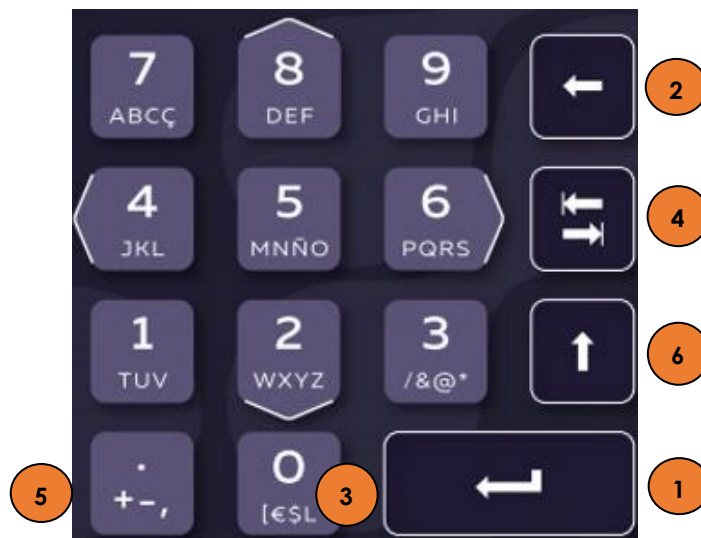 7 8 9
ABCÇ DEF GHI
2
4 5 6
JKL MNÑO PQRS
4
1 2 3
TUV WXYZ /&@*
6
. 0
+-, [€$L
5 3 1